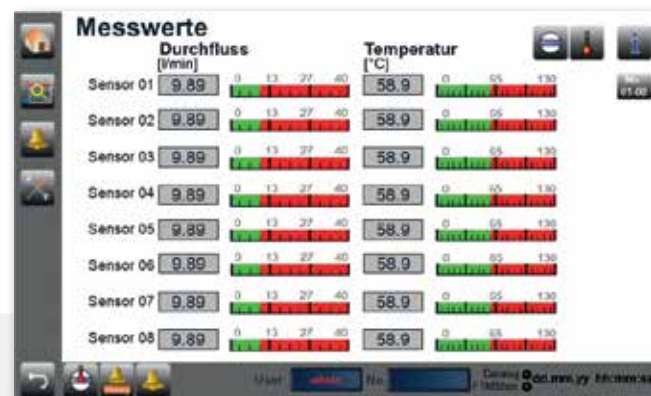 Messwerte
Durchfluss Temperatur
[l/min] [°C]
Sensor 01 9.89 0 13 27 40 58.9 0 65 130
Sensor 02 9.89 0 13 27 40 58.9 0 65 130
Sensor 03 9.89 0 13 27 40 58.9 0 65 130
Sensor 04 9.89 0 13 27 40 58.9 0 65 130
Sensor 05 9.89 0 13 27 40 58.9 0 65 130
Sensor 06 9.89 0 13 27 40 58.9 0 65 130
Sensor 07 9.89 0 13 27 40 58.9 0 65 130
Sensor 08 9.89 0 13 27 40 58.9 0 65 130
User No
dd.mm.yy hh:mm:ss